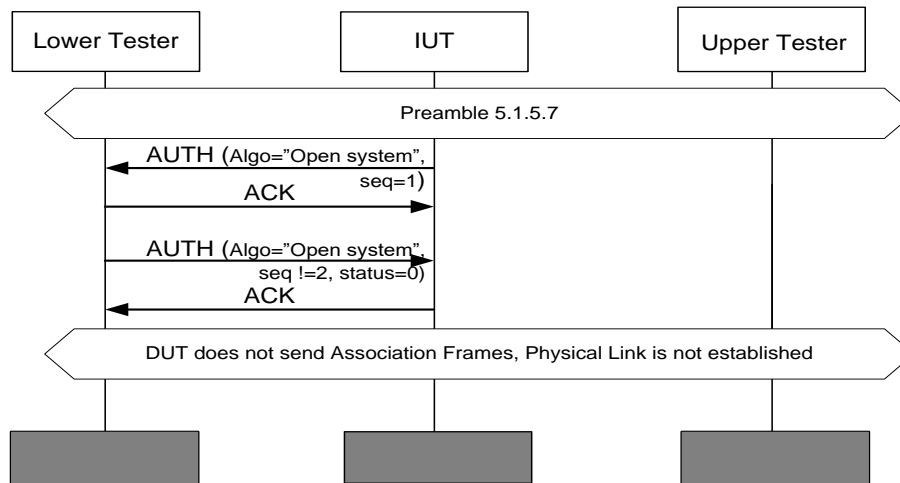 Lower Tester
IUT
Upper Tester
Preamble 5.1.5.7
AUTH (Algo=”Open system”,
seq=1)
ACK
AUTH (Algo=”Open system”,
seq !=2, status=0)
ACK
DUT does not send Association Frames, Physical Link is not established